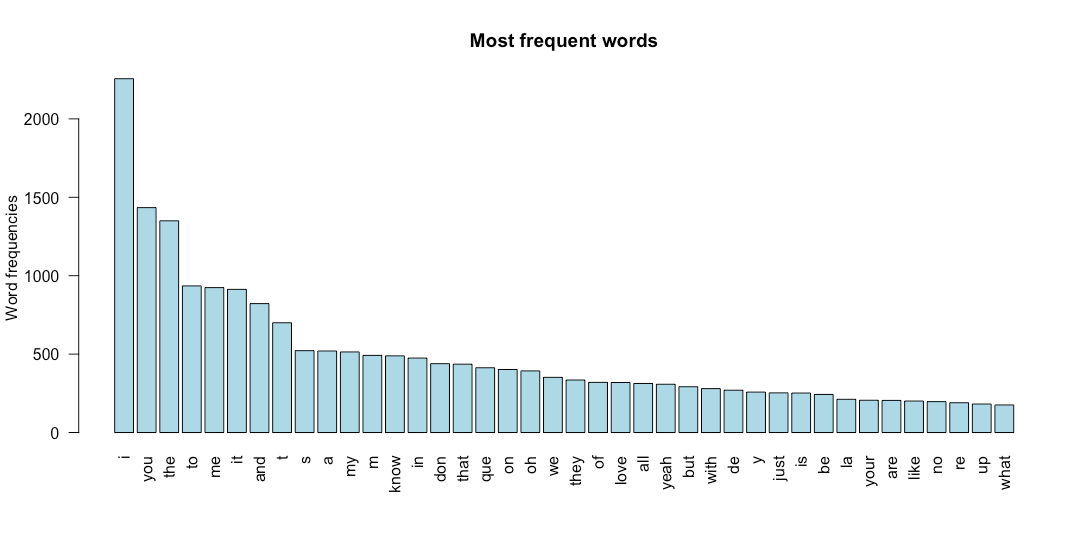 Most frequent words
Word frequencies
2000
1500
1000
500
0
i you the to me it and t s a my m know in don that que on oh we they of love all yeah but with de y just is be la your are like no re up what